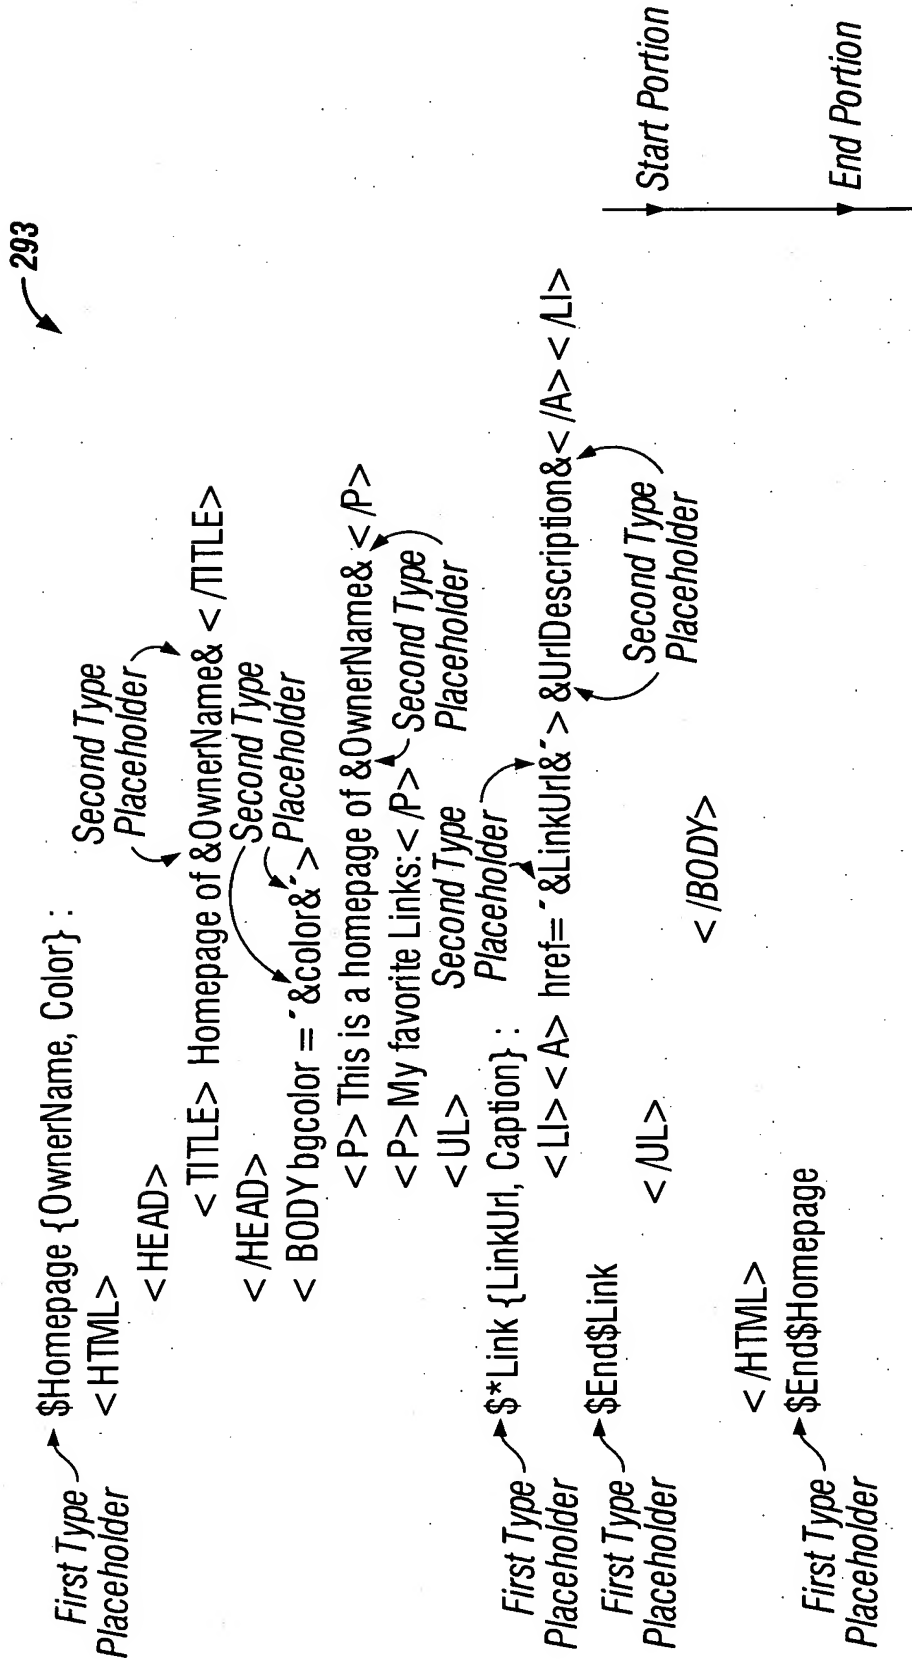 293
First Type
Placeholder
$Homepage {OwnerName, Color} :
<HTML>
<HEAD>
Second Type
Placeholder
<TITLE> Homepage of &OwnerName& </TITLE>
</HEAD>
Second Type
Placeholder
<BODY bgcolor=´&color&´>
<P> This is a homepage of &OwnerName& </P>
<P> My favorite Links:</P>
Second Type
Placeholder
<UL>
Second Type
Placeholder
First Type
Placeholder
$*Link {LinkUrl, Caption} :
<LI><A> href=´&LinkUrl&´> &UrlDescription&</A></LI>
First Type
Placeholder
$End$Link
Second Type
Placeholder
</UL>
</BODY>
</HTML>
First Type
Placeholder
$End$Homepage
Start Portion
End Portion